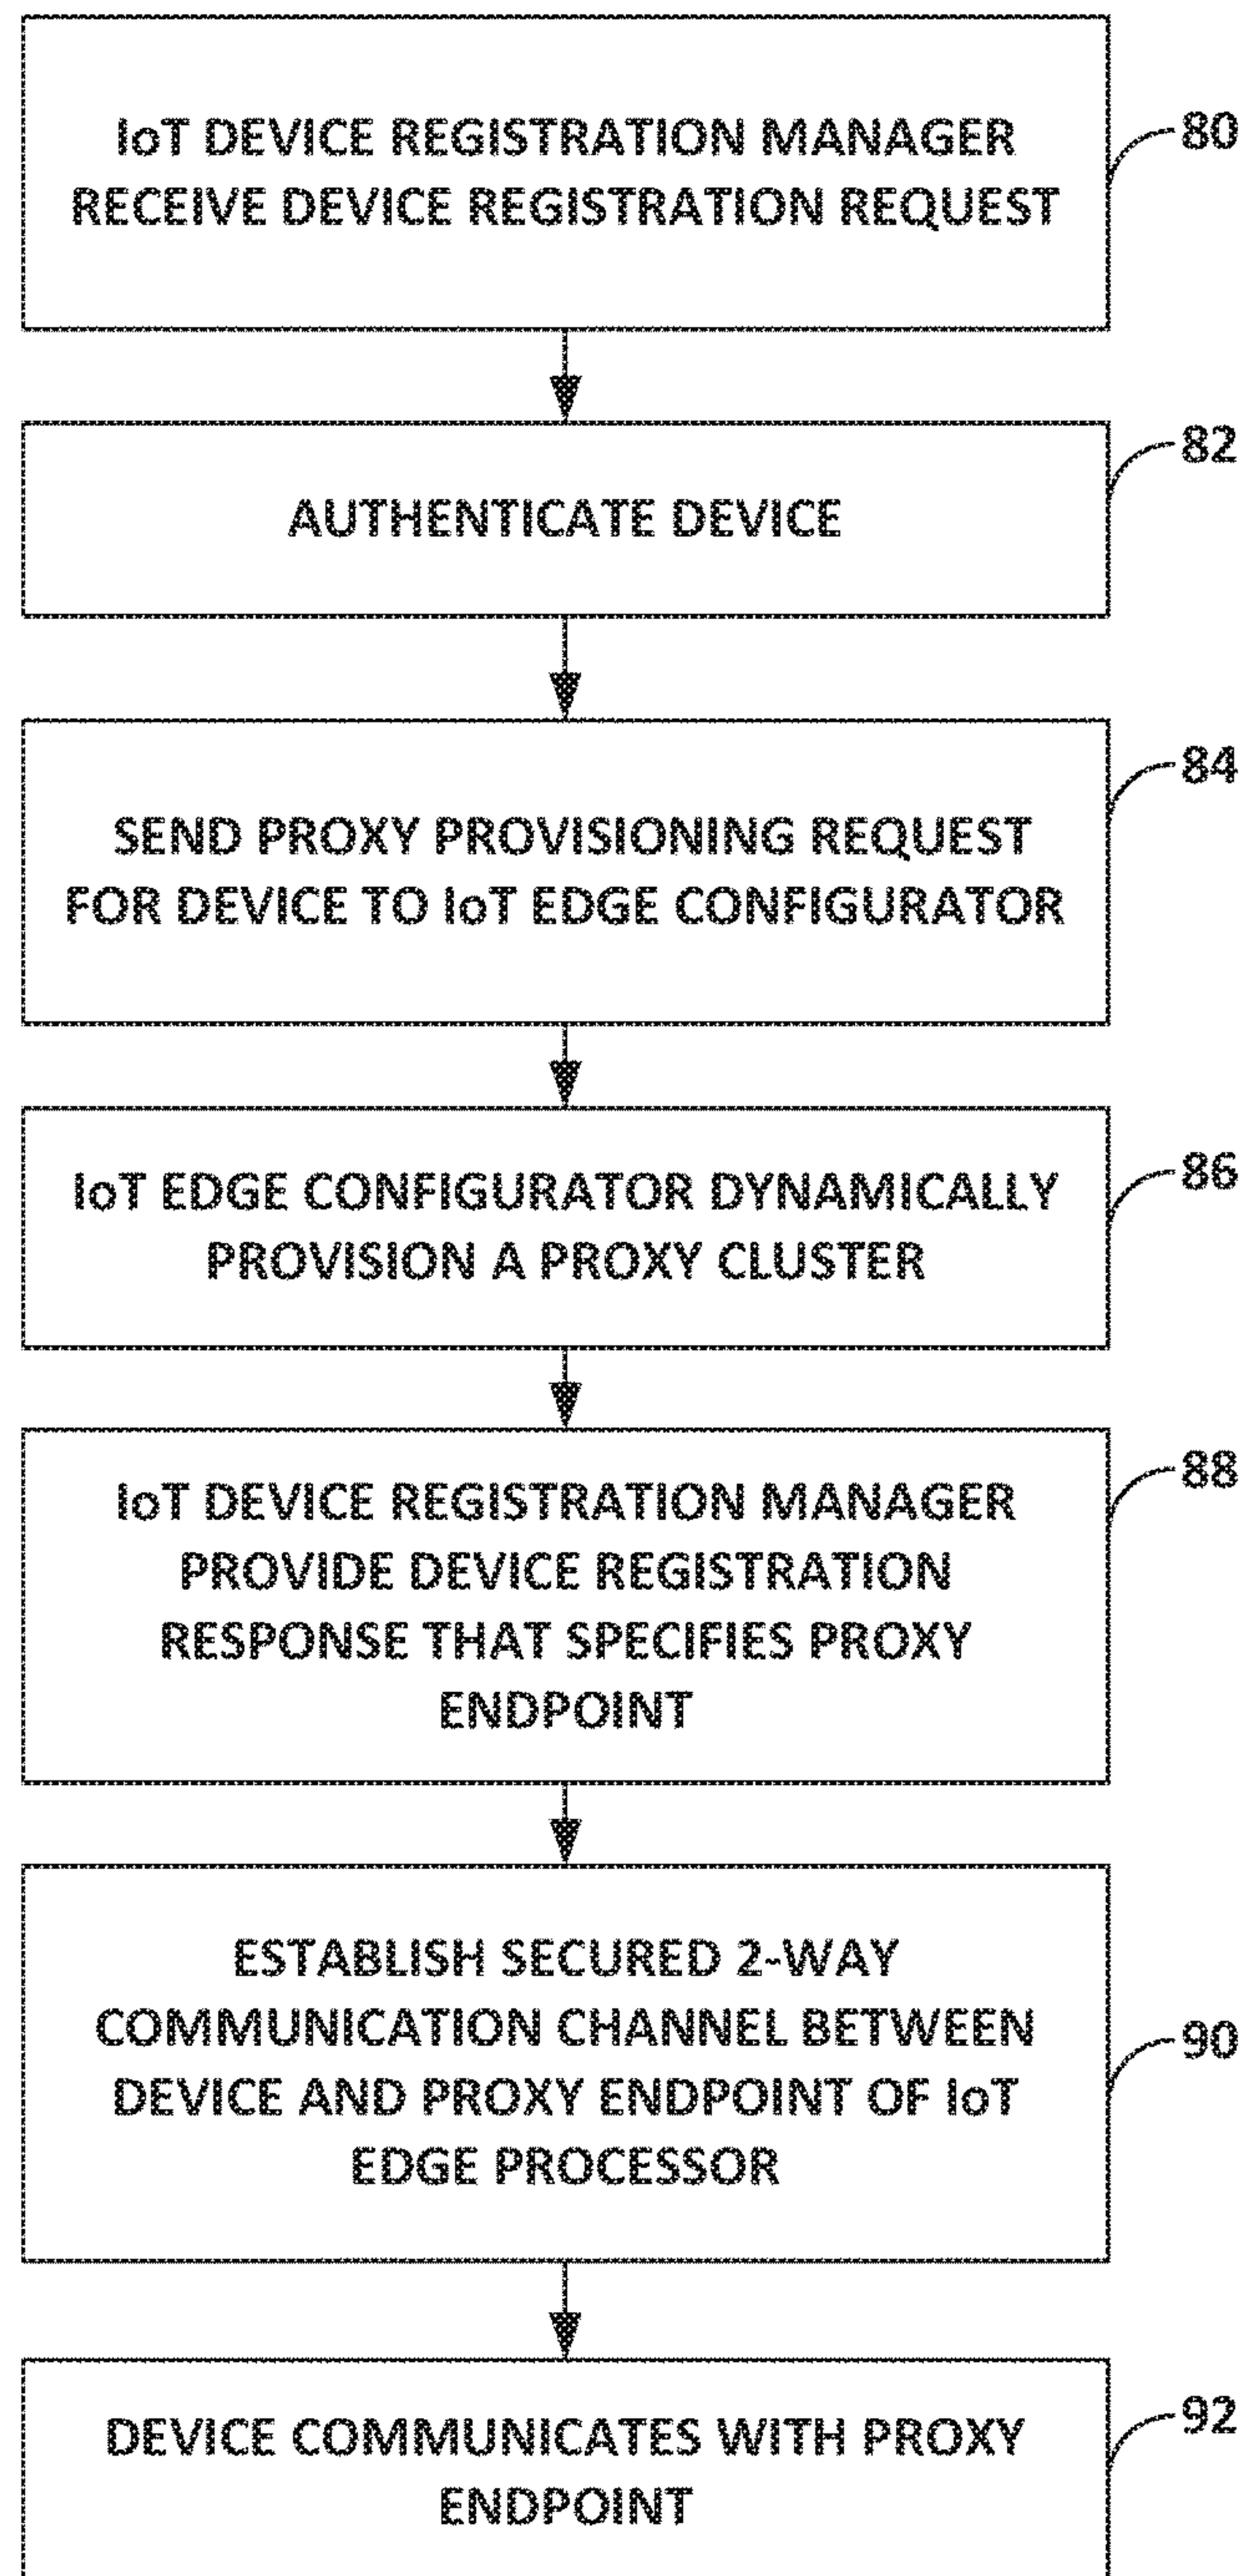 IoT DEVICE REGISTRATION MANAGER
RECEIVE DEVICE REGISTRATION REQUEST
80
AUTHENTICATE DEVICE
82
SEND PROXY PROVISIONING REQUEST
FOR DEVICE TO IoT EDGE CONFIGURATOR
84
IoT EDGE CONFIGURATOR DYNAMICALLY
PROVISION A PROXY CLUSTER
86
IoT DEVICE REGISTRATION MANAGER
PROVIDE DEVICE REGISTRATION
RESPONSE THAT SPECIFIES PROXY
ENDPOINT
88
ESTABLISH SECURED 2-WAY
COMMUNICATION CHANNEL BETWEEN
DEVICE AND PROXY ENDPOINT OF IoT
EDGE PROCESSOR
90
DEVICE COMMUNICATES WITH PROXY
ENDPOINT
92